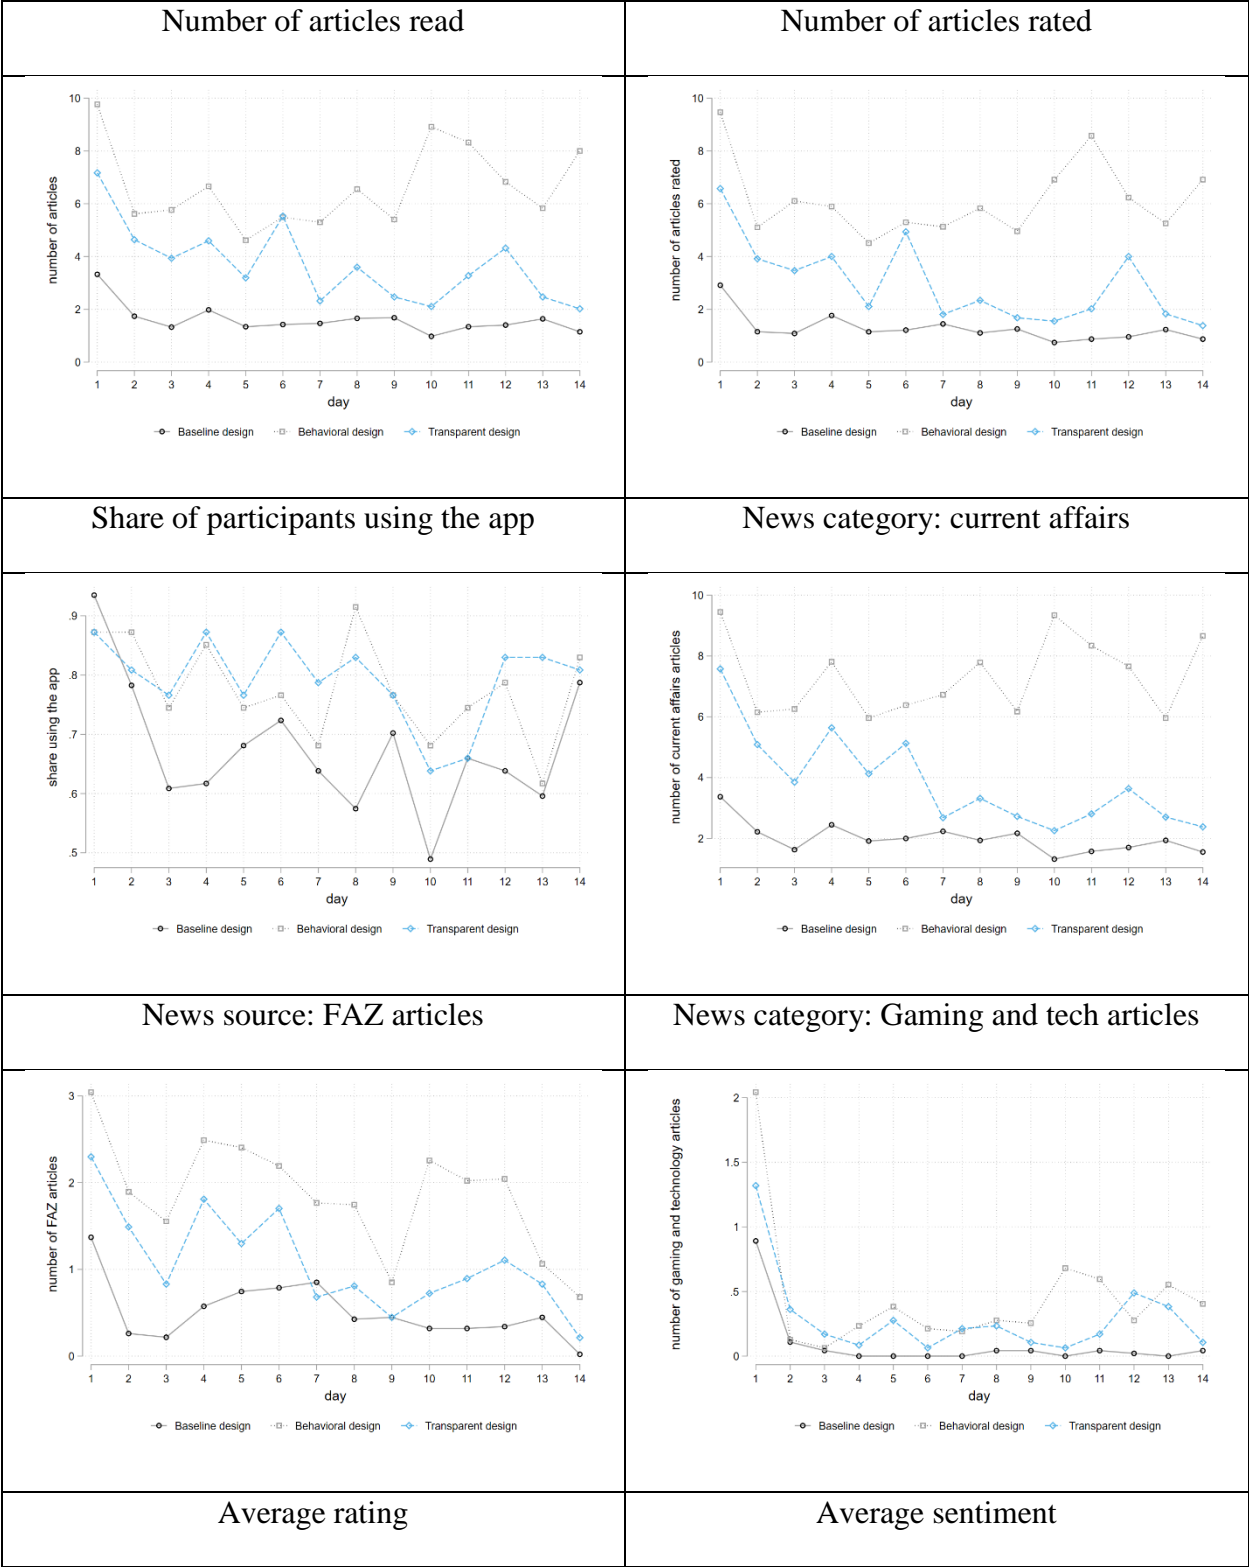 Number of articles read
Number of articles rated
number of articles
10
8
6
4
2
0
1 2 3 4 5 6 7 8 9 10 11 12 13 14
day
Baseline design Behavioral design Transparent design
number of articles rated
10
8
6
4
2
0
1 2 3 4 5 6 7 8 9 10 11 12 13 14
day
Baseline design Behavioral design Transparent design
Share of participants using the app
News category: current affairs
share using the app
.9
.8
.7
.6
.5
1 2 3 4 5 6 7 8 9 10 11 12 13 14
day
Baseline design Behavioral design Transparent design
number of current affairs articles
10
8
6
4
2
1 2 3 4 5 6 7 8 9 10 11 12 13 14
day
Baseline design Behavioral design Transparent design
News source: FAZ articles
News category: Gaming and tech articles
number of FAZ articles
3
2
1
0
1 2 3 4 5 6 7 8 9 10 11 12 13 14
day
Baseline design Behavioral design Transparent design
number of gaming and technology articles
2
1.5
1
.5
0
1 2 3 4 5 6 7 8 9 10 11 12 13 14
day
Baseline design Behavioral design Transparent design
Average rating
Average sentiment